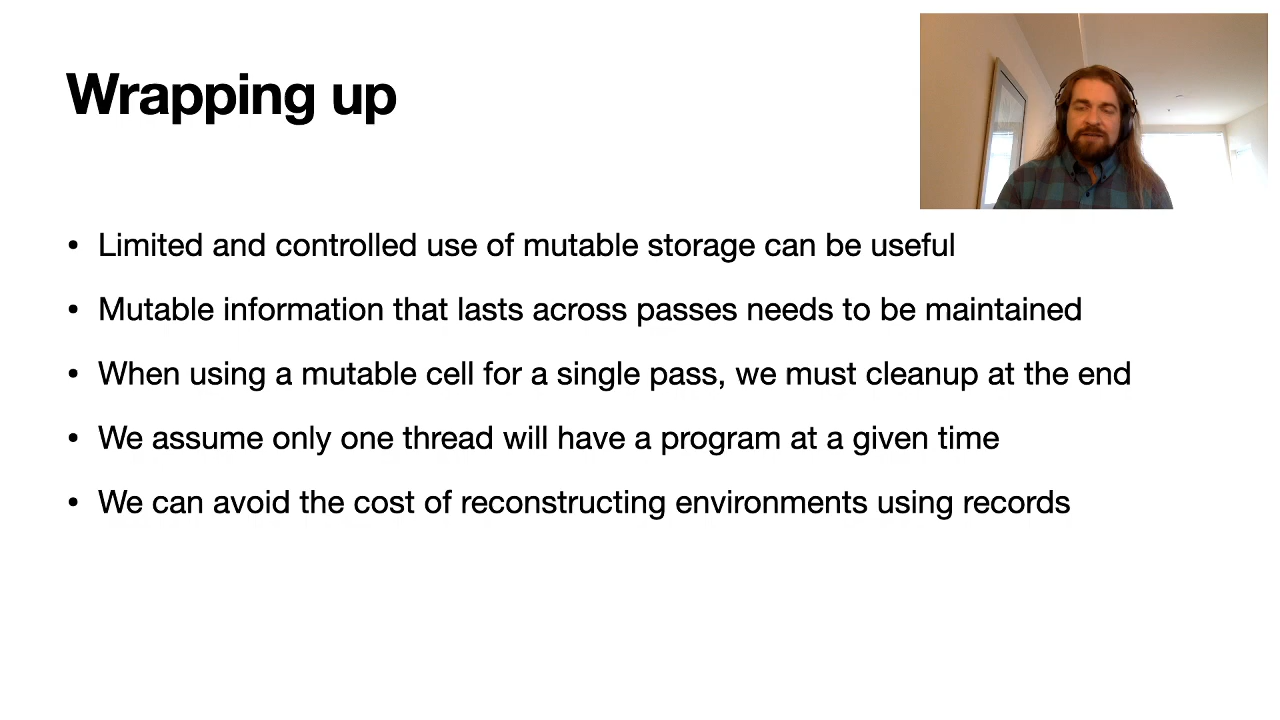 Wrapping up
• Limited and controlled use of mutable storage can be useful
• Mutable information that lasts across passes needs to be maintained
• When using a mutable cell for a single pass, we must cleanup at the end
• We assume only one thread will have a program at a given time
• We can avoid the cost of reconstructing environments using records